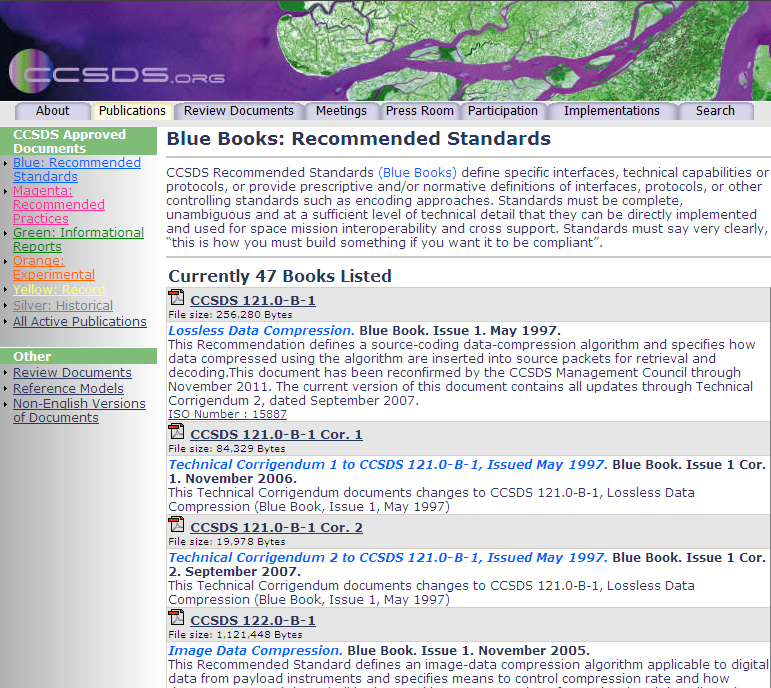 CCSDS.ORG
About
Publications
Review Documents
Meetings
Press Room
Participation
Implementations
Search
CCSDS Approved
Documents
Blue: Recommended
Standards
Magenta:
Recommended
Practices
Green: Informational
Reports
Orange:
Experimental
Yellow: Record
Silver: Historical
All Active Publications
Other
Review Documents
Reference Models
Non-English Versions
of Documents
Blue Books: Recommended Standards
CCSDS Recommended Standards (Blue Books) define specific interfaces, technical capabilities or
protocols, or provide prescriptive and/or normative definitions of interfaces, protocols, or other
controlling standards such as encoding approaches. Standards must be complete,
unambiguous and at a sufficient level of technical detail that they can be directly implemented
and used for space mission interoperability and cross support. Standards must say very clearly,
“this is how you must build something if you want it to be compliant”.
Currently 47 Books Listed
CCSDS 121.0-B-1
File size: 256,280 Bytes
Lossless Data Compression. Blue Book. Issue 1. May 1997.
This Recommendation defines a source-coding data-compression algorithm and specifies how
data compressed using the algorithm are inserted into source packets for retrieval and
decoding.This document has been reconfirmed by the CCSDS Management Council through
November 2011. The current version of this document contains all updates through Technical
Corrigendum 2, dated September 2007.
ISO Number : 15887
CCSDS 121.0-B-1 Cor. 1
File size: 84,329 Bytes
Technical Corrigendum 1 to CCSDS 121.0-B-1, Issued May 1997. Blue Book. Issue 1 Cor.
1. November 2006.
This Technical Corrigendum documents changes to CCSDS 121.0-B-1, Lossless Data
Compression (Blue Book, Issue 1, May 1997)
CCSDS 121.0-B-1 Cor. 2
File size: 19,978 Bytes
Technical Corrigendum 2 to CCSDS 121.0-B-1, Issued May 1997. Blue Book. Issue 1 Cor.
2. September 2007.
This Technical Corrigendum documents changes to CCSDS 121.0-B-1, Lossless Data
Compression (Blue Book, Issue 1, May 1997)
CCSDS 122.0-B-1
File size: 1,121,448 Bytes
Image Data Compression. Blue Book. Issue 1. November 2005.
This Recommended Standard defines an image-data compression algorithm applicable to digital
data from payload instruments and specifies means to control compression rate and how